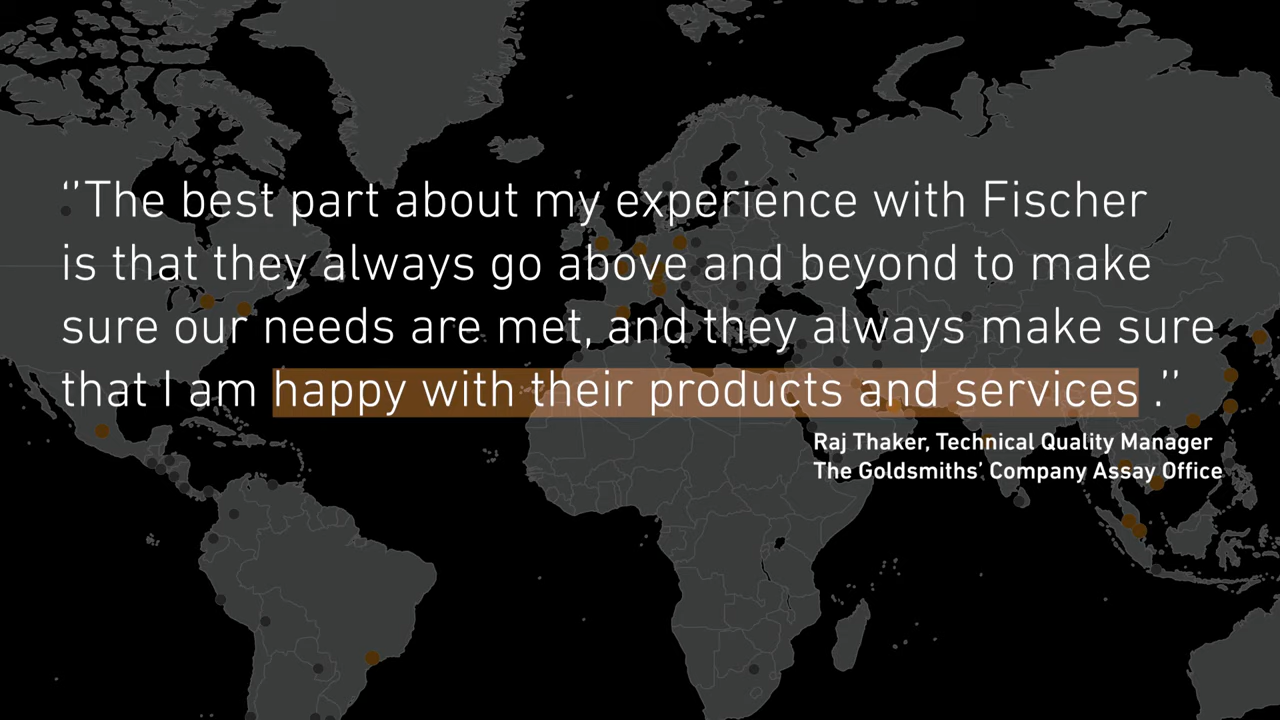 ‘’The best part about my experience with Fischer
is that they always go above and beyond to make
sure our needs are met, and they always make sure
that I am happy with their products and services .’’
Raj Thaker, Technical Quality Manager
The Goldsmiths’ Company Assay Office